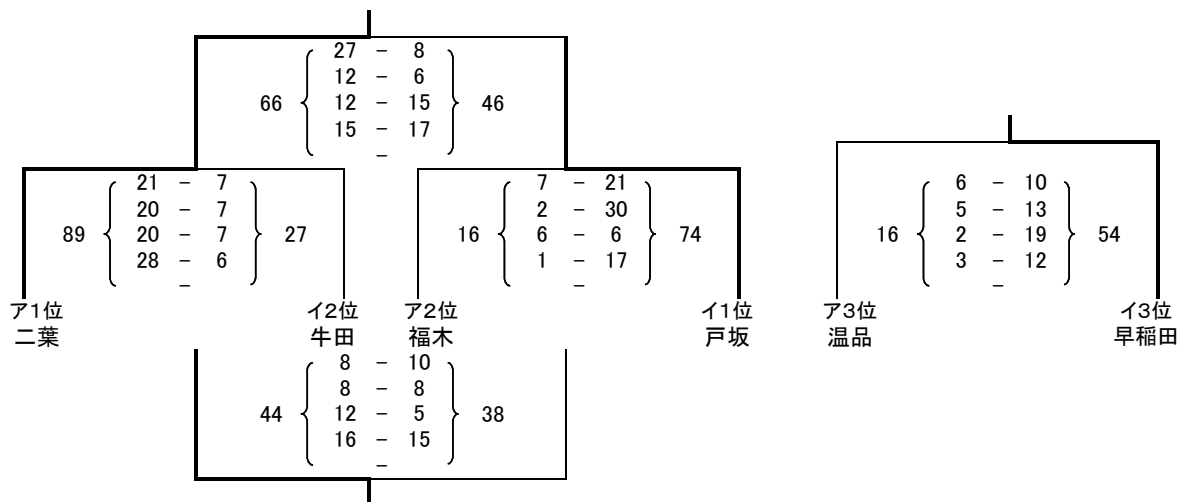 27 － 8
12 － 6
66 12 － 15 46
15 － 17
－
21 － 7
20 － 7
89 20 － 7 27
28 － 6
－
7 － 21
2 － 30
16 6 － 6 74
1 － 17
－
6 － 10
5 － 13
16 2 － 19 54
3 － 12
－
ア1位 イ2位 ア2位 イ1位 ア3位 イ3位
二葉 牛田 福木 戸坂 温品 早稲田
8 － 10
8 － 8
44 12 － 5 38
16 － 15
－